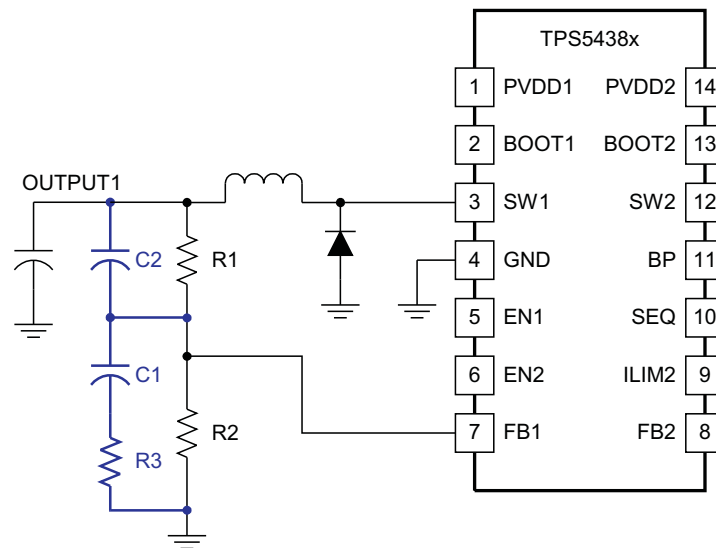 TPS5438x
1 PVDD1 PVDD2 14
2 BOOT1 BOOT2 13
OUTPUT1
3 SW1 SW2 12
C2 R1
4 GND BP 11
5 EN1 SEQ 10
C1
6 EN2 ILIM2 9
R2
7 FB1 FB2 8
R3